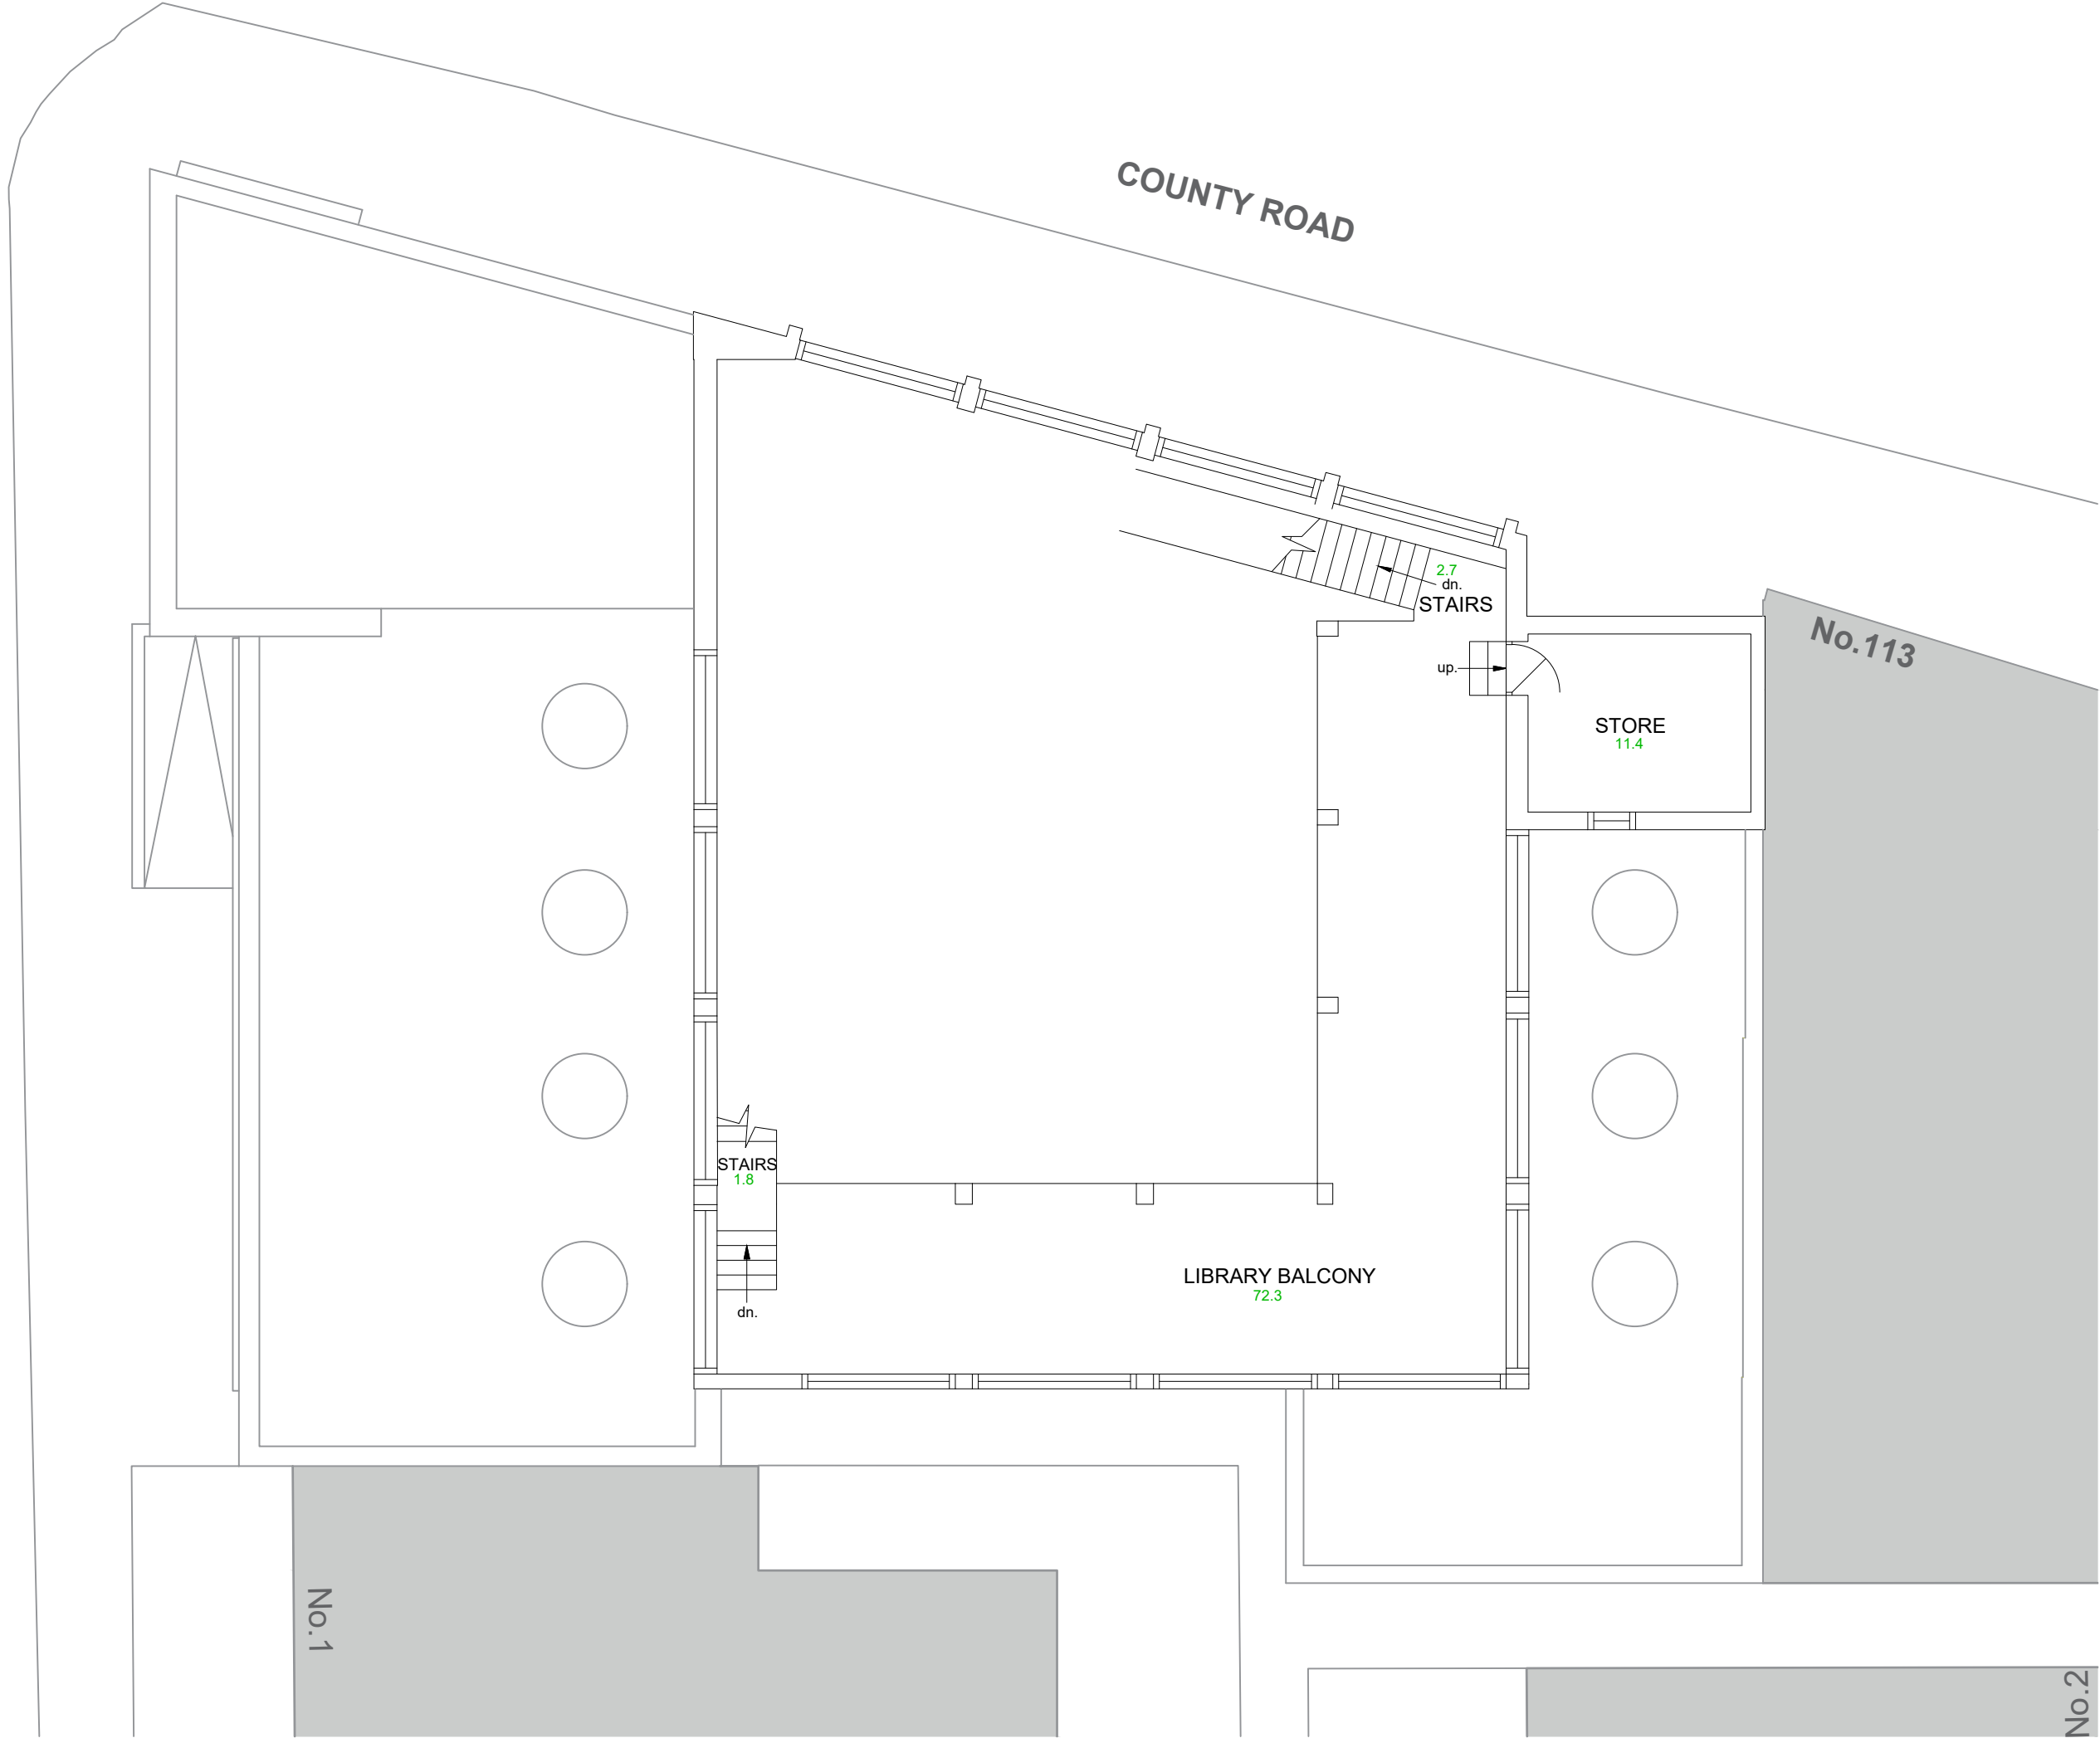 COUNTY ROAD
2.7
dn.
STAIRS
No.113
up.
STORE
11.4
STAIRS
1.8
LIBRARY BALCONY
72.3
dn.
No.1
No.2